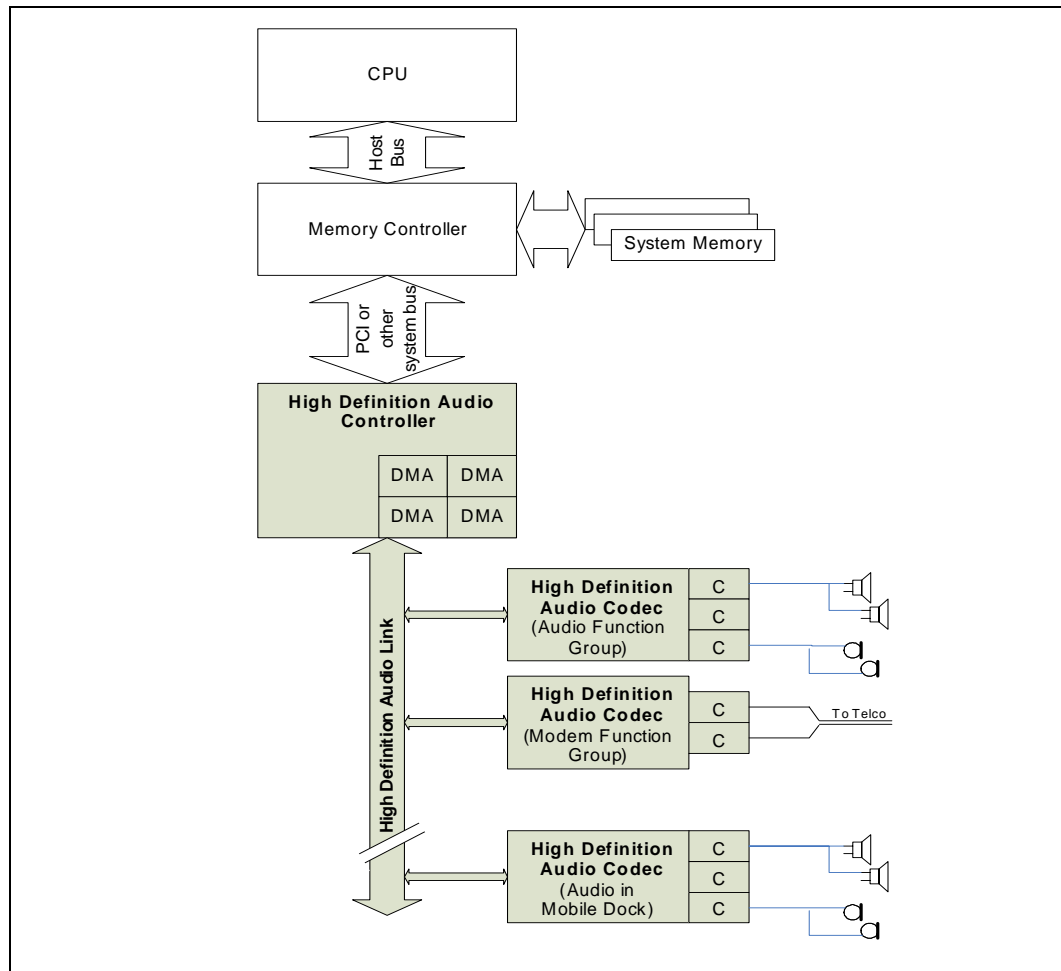 CPU
Host
Bus
Memory Controller
System Memory
PCI or
other
system bus
High Definition Audio
Controller
DMA
DMA
DMA
DMA
High Definition Audio Link
High Definition
Audio Codec
(Audio Function
Group)
C
C
C
High Definition
Audio Codec
(Modem Function
Group)
C
C
To Telco
High Definition
Audio Codec
(Audio in
Mobile Dock)
C
C
C